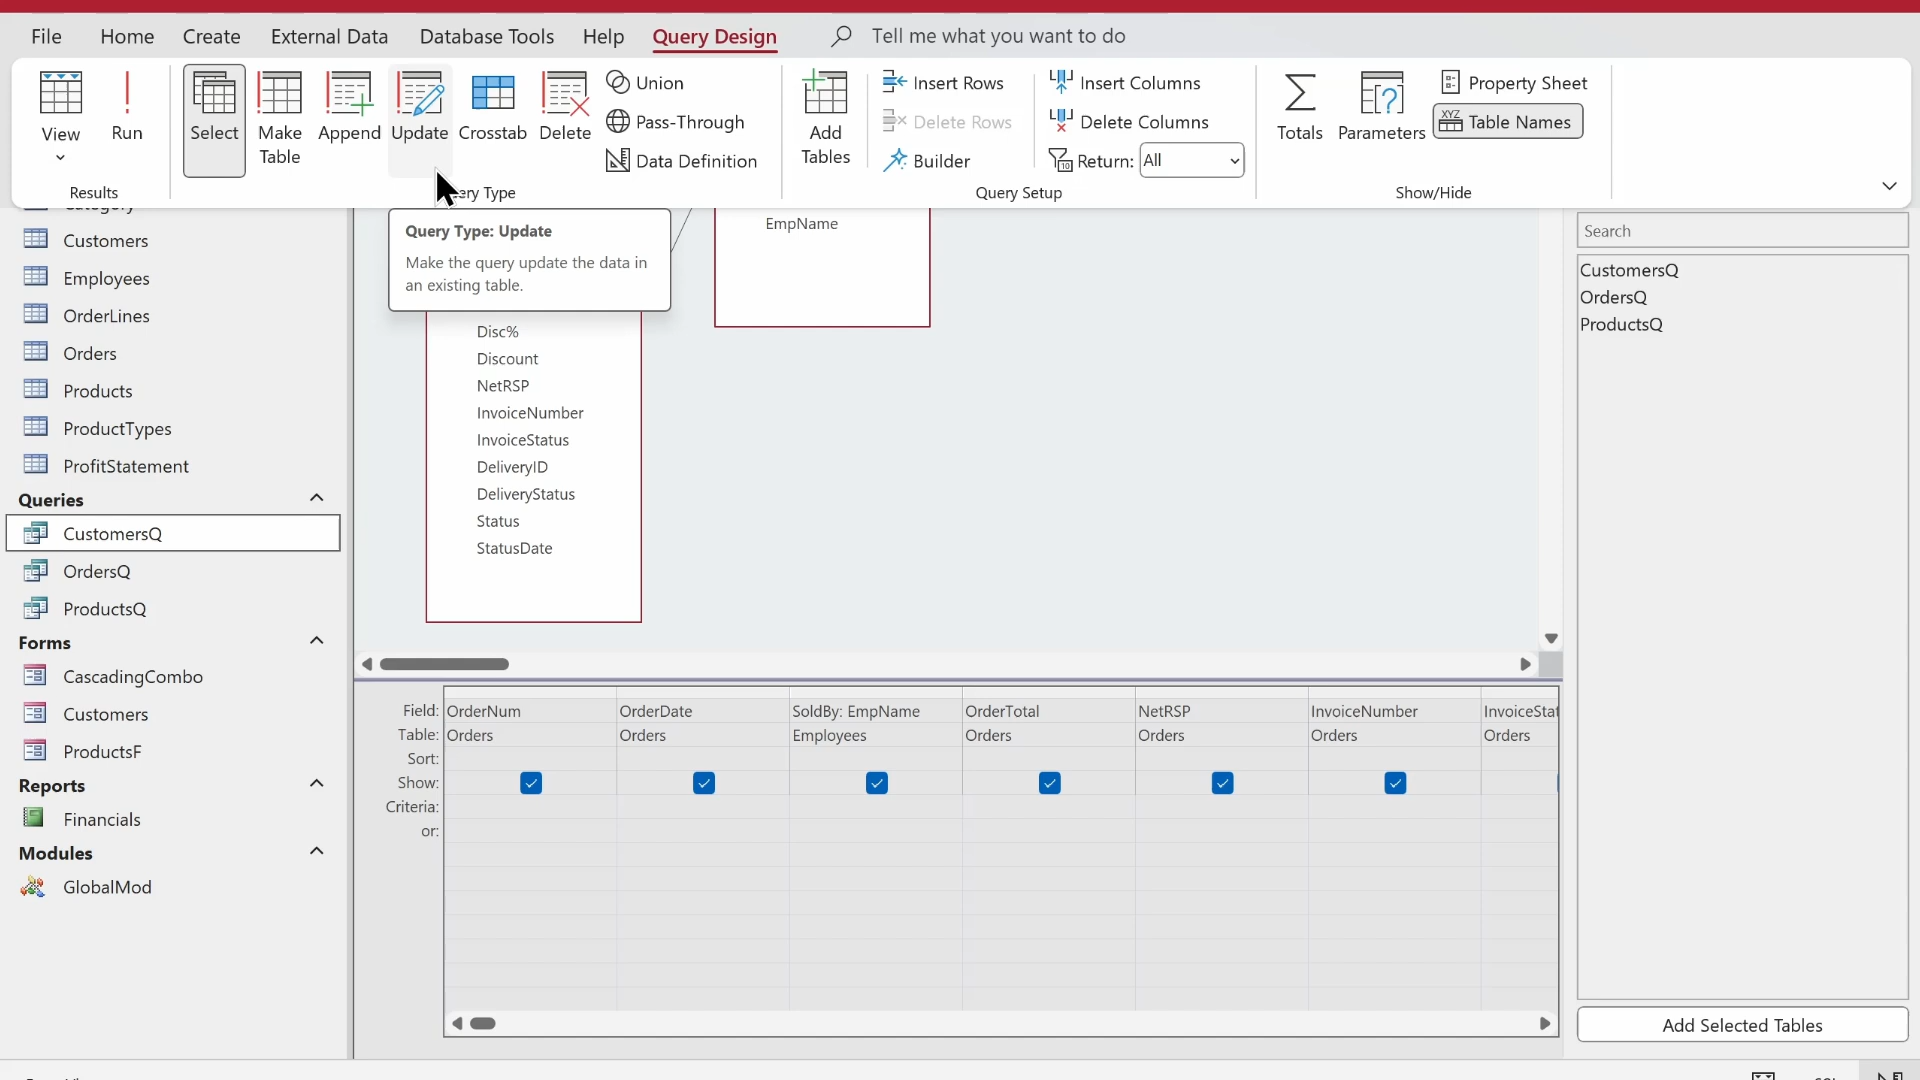 File Home Create External Data Database Tools Help Query Design Tell me what you want to do
View Run Select Make Table Append Update Crosstab Delete
Union
Pass-Through
Data Definition
Add Tables
Insert Rows
Delete Rows
Builder
Insert Columns
Delete Columns
Return: All
Totals Parameters
Property Sheet
XYZ Table Names
Results
Query Setup
Show/Hide
Query Type: Update
Make the query update the data in
an existing table.
Category
Customers
Employees
OrderLines
Orders
Products
ProductTypes
ProfitStatement
Queries
CustomersQ
OrdersQ
ProductsQ
Forms
CascadingCombo
Customers
ProductsF
Reports
Financials
Modules
GlobalMod
EmpName
Disc%
Discount
NetRSP
InvoiceNumber
InvoiceStatus
DeliveryID
DeliveryStatus
Status
StatusDate
Field: OrderNum OrderDate SoldBy: EmpName OrderTotal NetRSP InvoiceNumber InvoiceStat
Table: Orders Orders Employees Orders Orders Orders Orders
Sort:
Show:
Criteria:
or:
Search
CustomersQ
OrdersQ
ProductsQ
Add Selected Tables